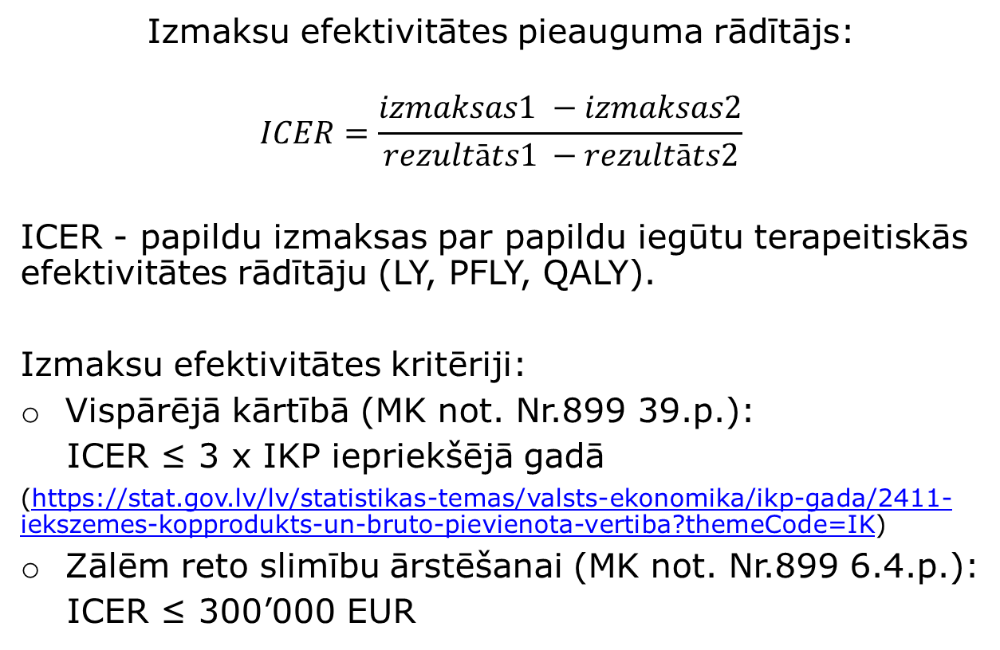 Izmaksu efektivitātes pieauguma rādītājs:
ICER = izmaksas1 − izmaksas2
rezultāts1 − rezultāts2
ICER - papildu izmaksas par papildu iegūtu terapeitiskās
efektivitātes rādītāju (LY, PFLY, QALY).
Izmaksu efektivitātes kritēriji:
○ Vispārējā kārtībā (MK not. Nr.899 39.p.):
ICER ≤ 3 x IKP iepriekšējā gadā
(https://stat.gov.lv/lv/statistikas-temas/valsts-ekonomika/ikp-gada/2411-
iekszemes-kopprodukts-un-bruto-pievienota-vertiba?themeCode=IK)
○ Zālēm reto slimību ārstēšanai (MK not. Nr.899 6.4.p.):
ICER ≤ 300’000 EUR